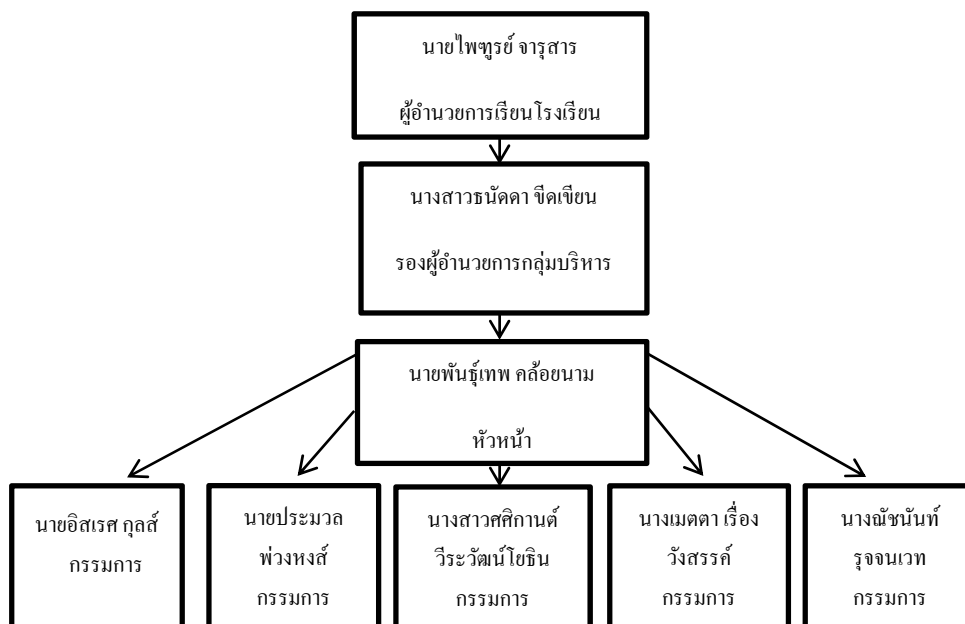 นายไพฑูรย์ จารุสาร
ผู้อำนวยการเรียนโรงเรียน
นางสาวธนัดดา ขีดเขียน
รองผู้อำนวยการกลุ่มบริหาร
นายพันธุ์เทพ คล้อยนาม
หัวหน้า
นายอิสเรศ กุลส์
กรรมการ
นายประมวล
พ่วงหงส์
กรรมการ
นางสาวศศิกานต์
วีระวัฒน์โยธิน
กรรมการ
นางเมตตา เรื่อง
วังสรรค์
กรรมการ
นางณัชนันท์
รุจจนเวท
กรรมการ